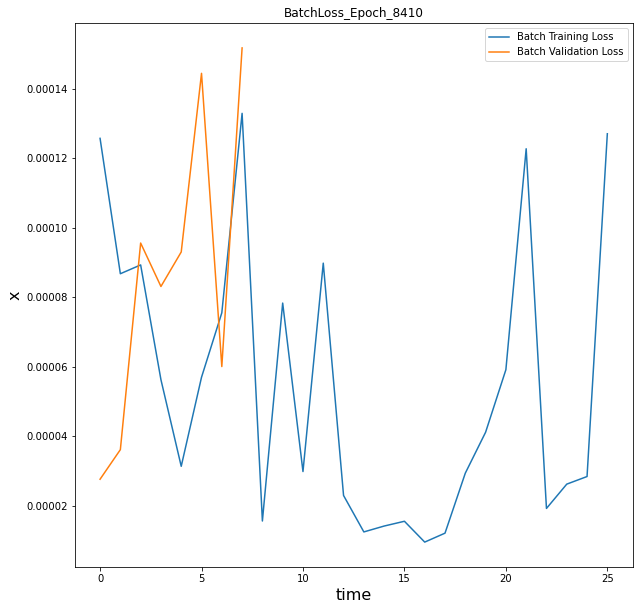 BatchLoss_Epoch_8410
Batch Training Loss
Batch Validation Loss
x
0.00014
0.00012
0.00010
0.00008
0.00006
0.00004
0.00002
0 5 10 15 20 25
time